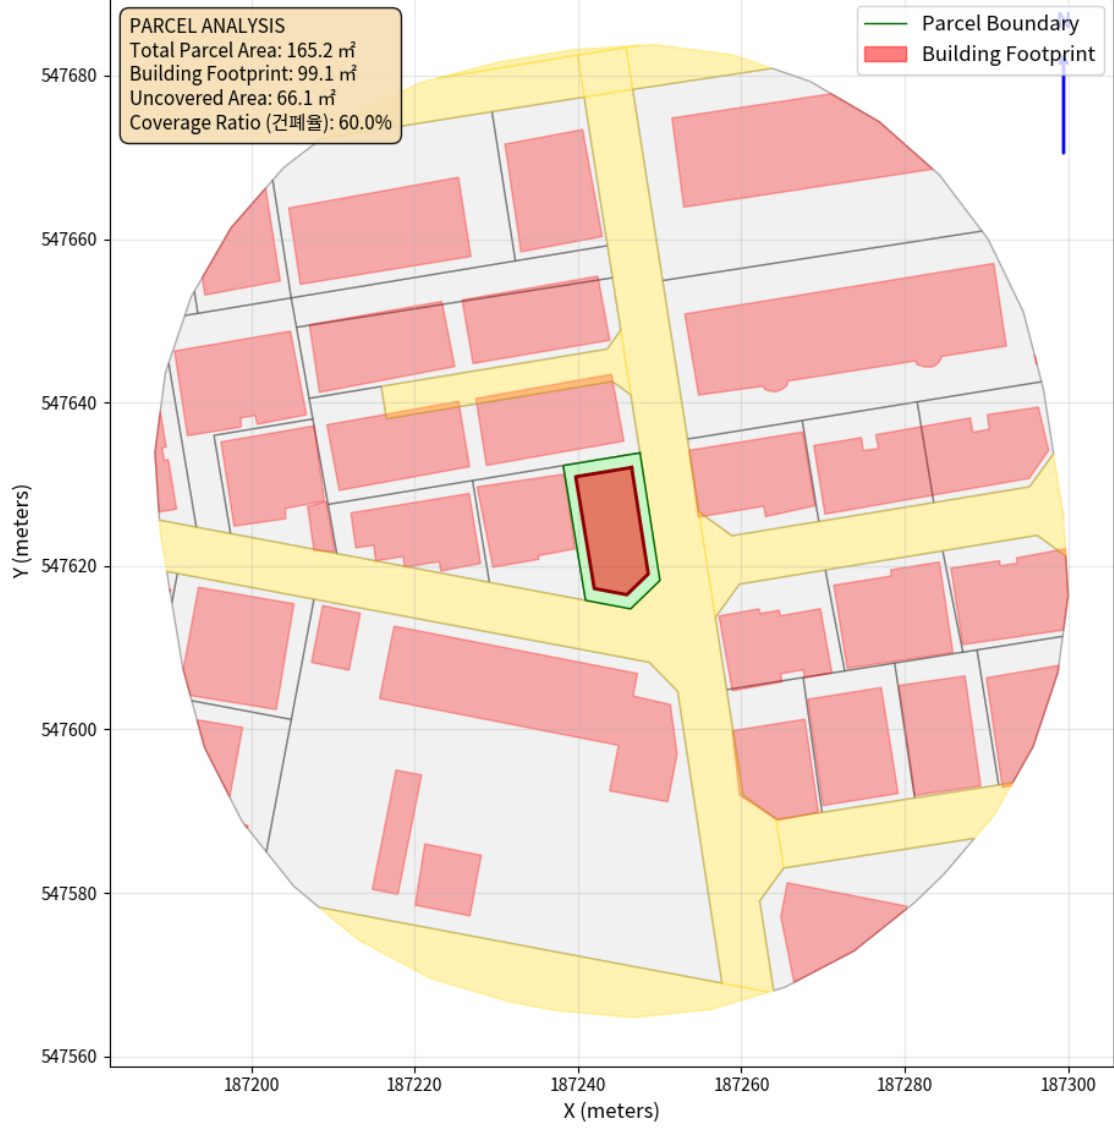 PARCEL ANALYSIS
Total Parcel Area: 165.2 ㎡
Building Footprint: 99.1 ㎡
Uncovered Area: 66.1 ㎡
Coverage Ratio (건폐율): 60.0%
Parcel Boundary
Building Footprint
N
547680
547660
547640
547620
547600
547580
547560
Y (meters)
187200
187220
187240
187260
187280
187300
X (meters)